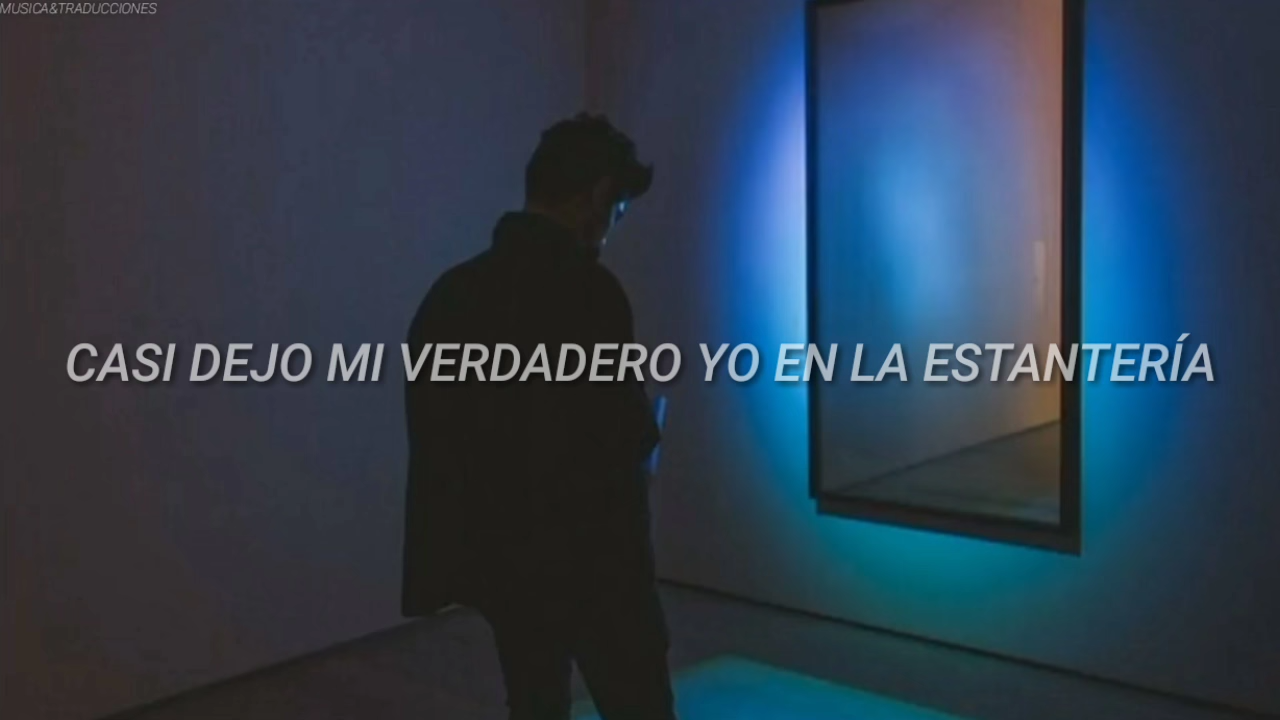 MUSICA&TRADUCCIONES
CASI DEJO MI VERDADERO YO EN LA ESTANTERÍA